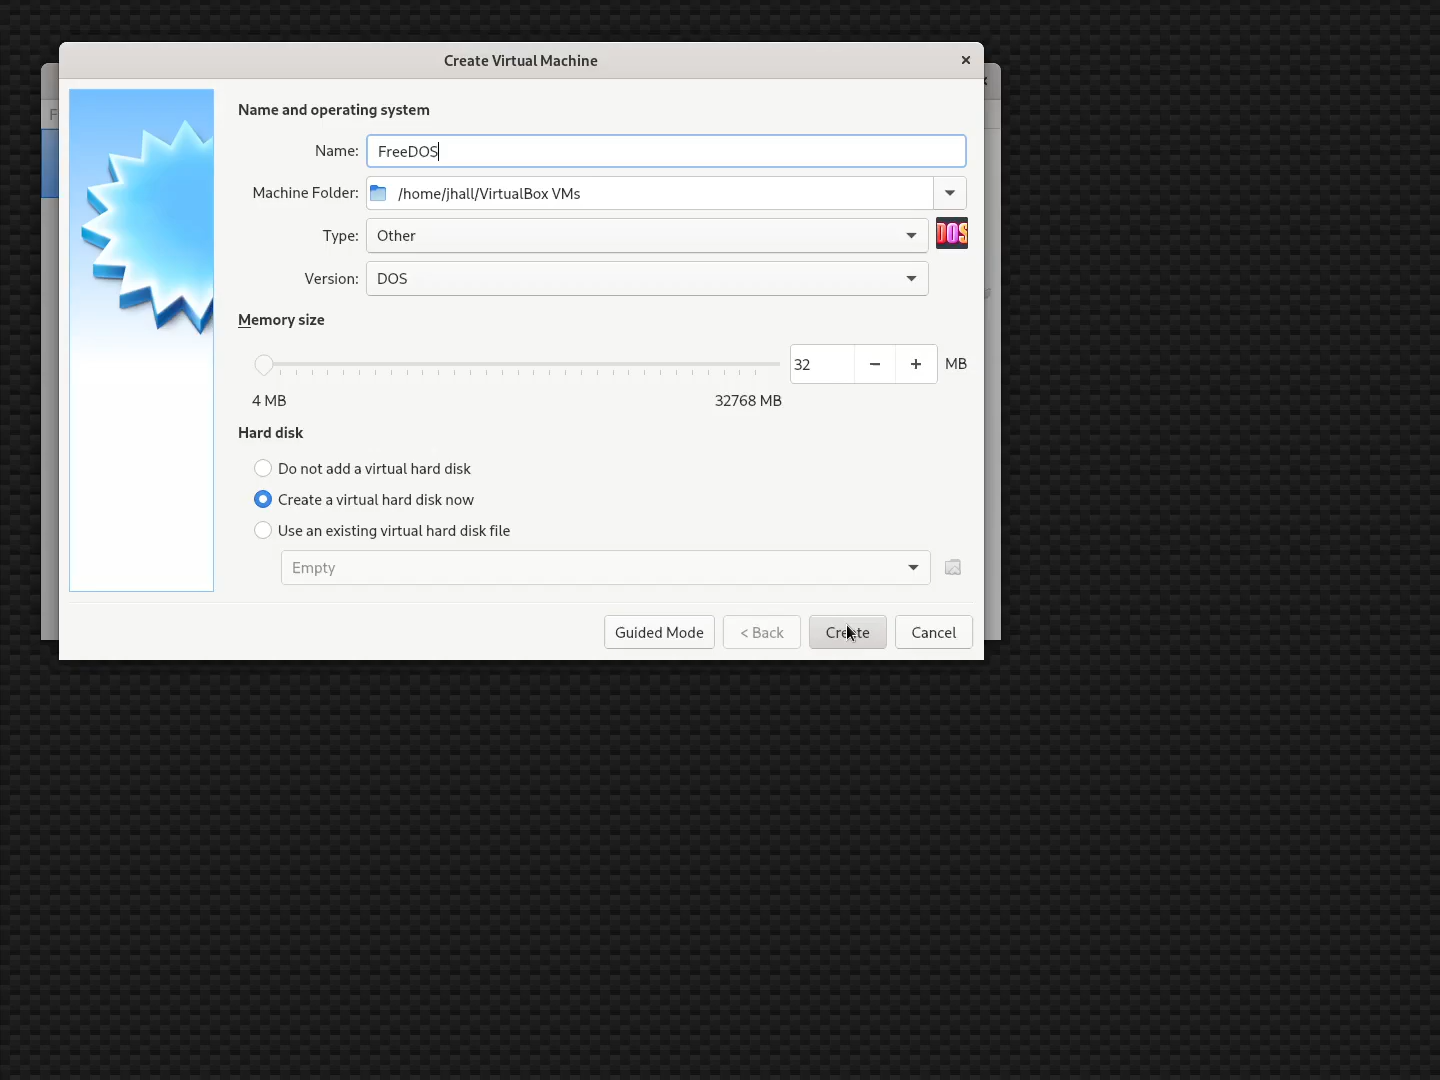 Create Virtual Machine
F
Name and operating system
Name: FreeDOS
Machine Folder: /home/jhall/VirtualBox VMs
Type: Other DOS
Version: DOS
Memory size
32 MB
4 MB 32768 MB
Hard disk
Do not add a virtual hard disk
Create a virtual hard disk now
Use an existing virtual hard disk file
Empty
Guided Mode < Back Create Cancel